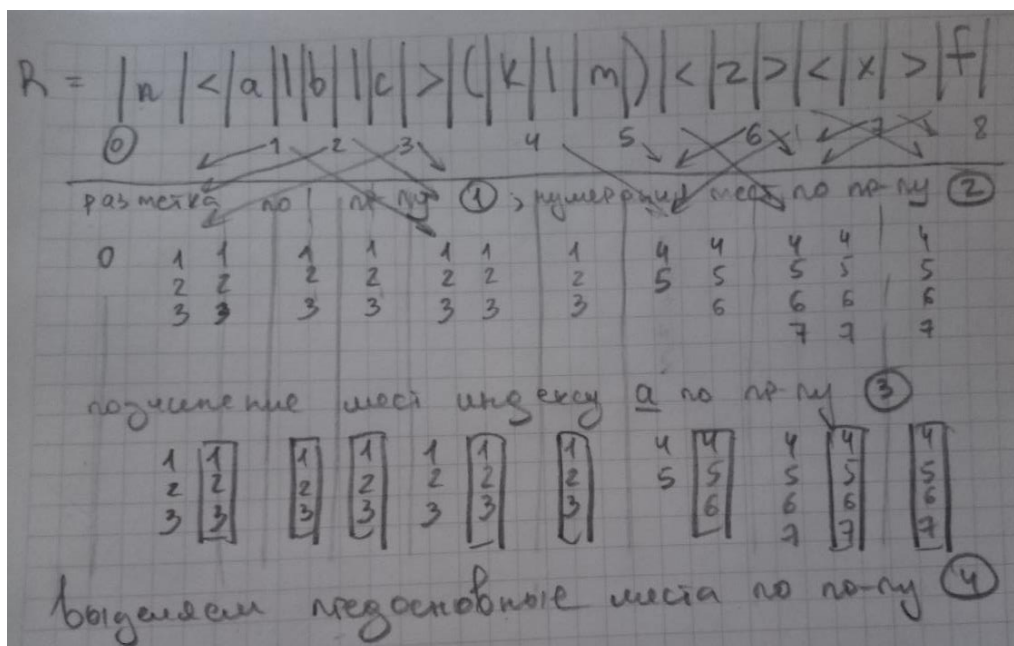 R = |n|<|a||b||c|>(|k||m)|<|z>|<|x|>|f|
0 1 2 3 4 5 6 7 8
разметка по пр-пу ①; нумерация мест по пр-пу ②
0 1 1 1 1 1 1 1 4 4 4 4 4
2 2 2 2 2 2 2 5 5 5 5 5
3 3 3 3 3 3 3 6 6 6 6
7 7 7
подчинение мест индексу a по пр-пу ③
1 1 1 1 1 1 1 4 4 4 4 4
2 2 2 2 2 2 2 5 5 5 5 5
3 3 3 3 3 3 3 6 6 6 6
7 7 7
выделяем предосновные места по по-пу ④